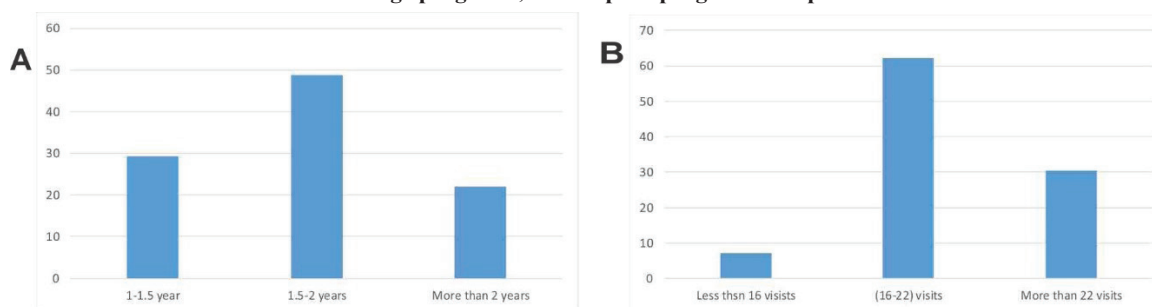 A
60
50
40
30
20
10
0
1-1.5 year
1.5-2 years
More than 2 years
B
70
60
50
40
30
20
10
0
Less thsn 16 visists
(16-22) visits
More than 22 visits